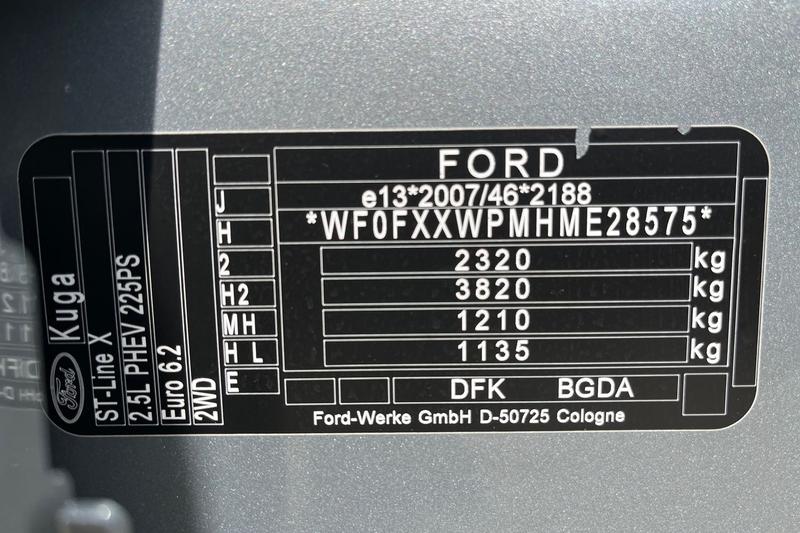 FORD
e13*2007/46*2188
*WF0FXXWPMHME28575*
2320 kg
3820 kg
1210 kg
1135 kg
DFK BGDA
Ford-Werke GmbH D-50725 Cologne
J
H
2
H2
MH
H L
E
Ford Kuga
ST-Line X
2.5L PHEV 225PS
Euro 6.2
2WD